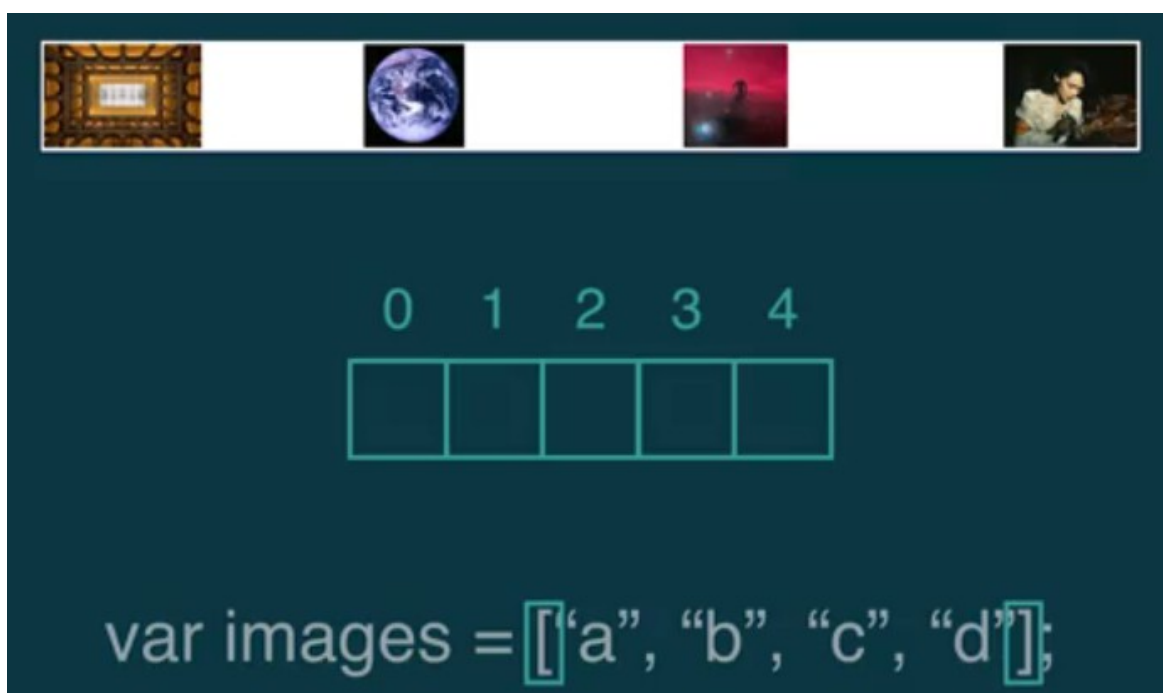 0 1 2 3 4
var images = [“a”, “b”, “c”, “d”];